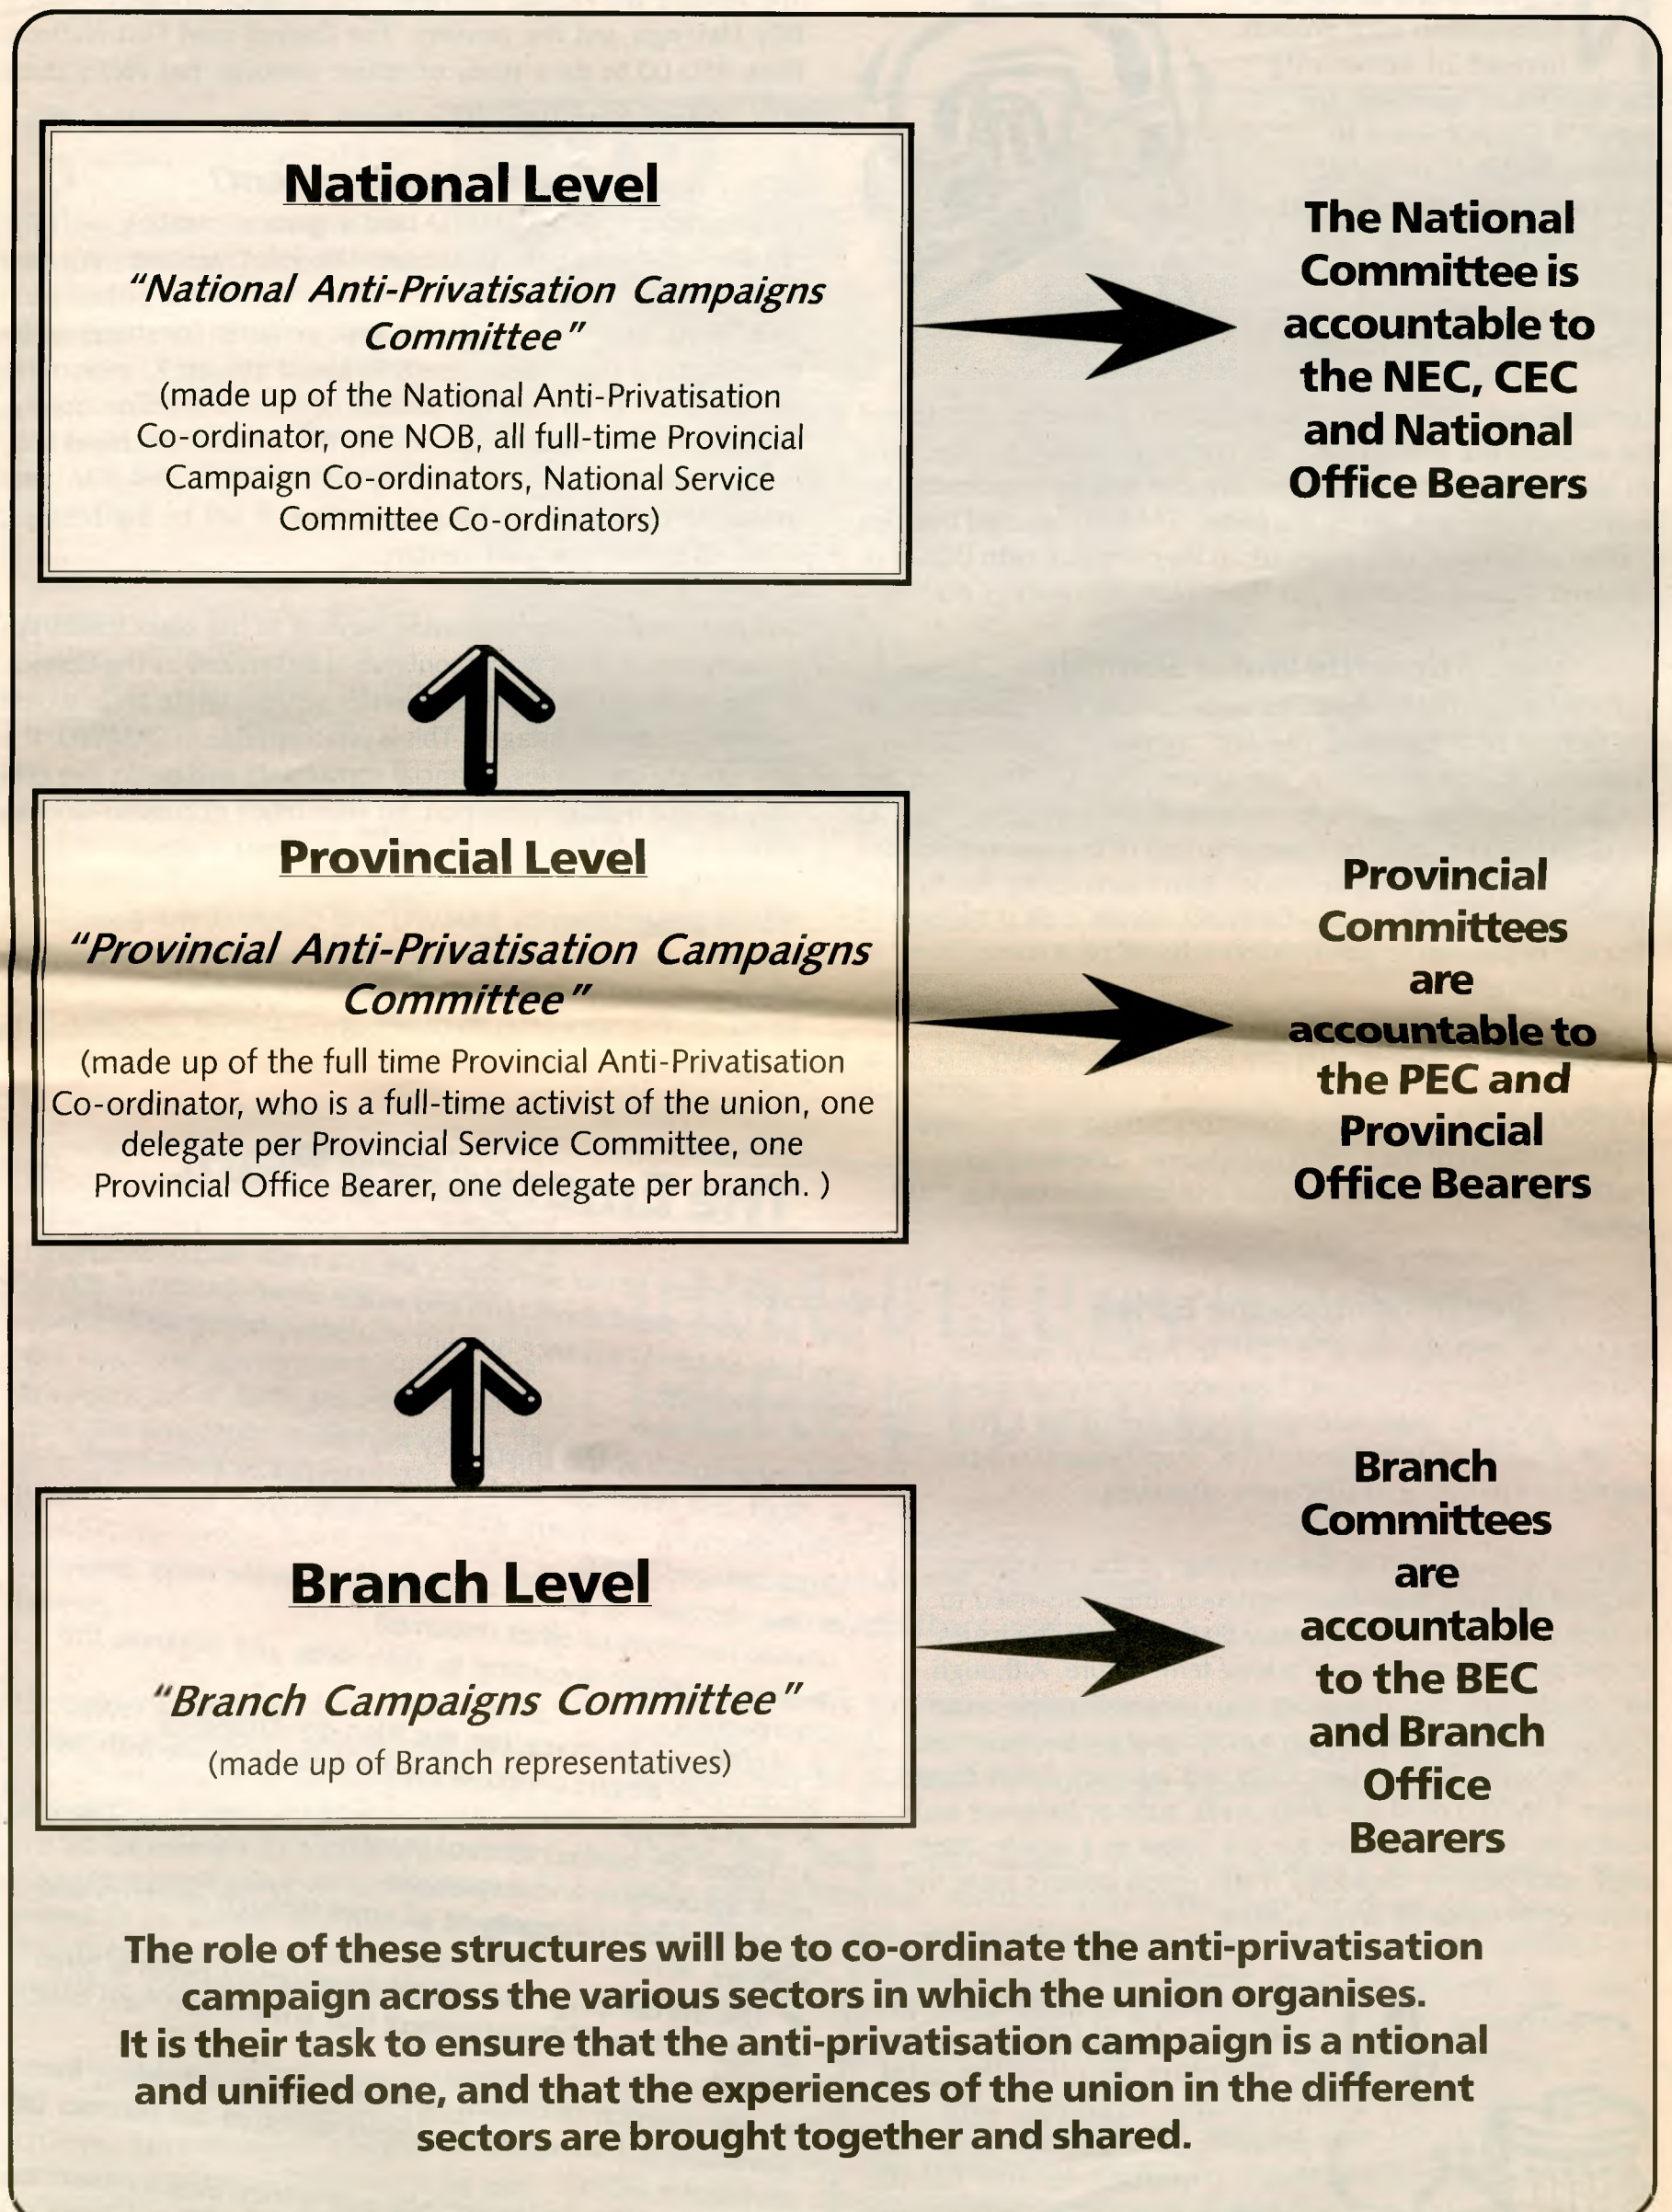 National Level
“National Anti-Privatisation Campaigns
Committee”
(made up of the National Anti-Privatisation
Co-ordinator, one NOB, all full-time Provincial
Campaign Co-ordinators, National Service
Committee Co-ordinators)
The National
Committee is
accountable to
the NEC, CEC
and National
Office Bearers
Provincial Level
“Provincial Anti-Privatisation Campaigns
Committee”
(made up of the full time Provincial Anti-Privatisation
Co-ordinator, who is a full-time activist of the union, one
delegate per Provincial Service Committee, one
Provincial Office Bearer, one delegate per branch. )
Provincial
Committees
are
accountable to
the PEC and
Provincial
Office Bearers
Branch Level
“Branch Campaigns Committee”
(made up of Branch representatives)
Branch
Committees
are
accountable
to the BEC
and Branch
Office
Bearers
The role of these structures will be to co-ordinate the anti-privatisation
campaign across the various sectors in which the union organises.
It is their task to ensure that the anti-privatisation campaign is a ntional
and unified one, and that the experiences of the union in the different
sectors are brought together and shared.